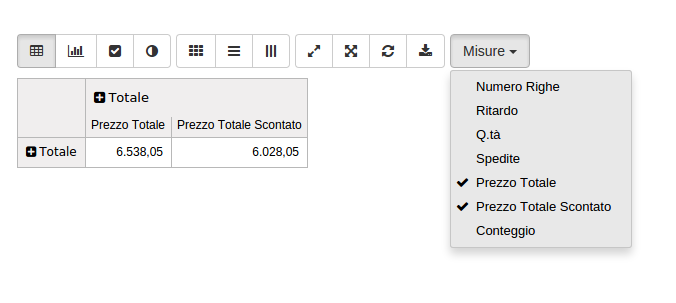 Misure
Totale
Prezzo Totale Prezzo Totale Scontato
Totale 6.538,05 6.028,05
Numero Righe
Ritardo
Q.tà
Spedite
Prezzo Totale
Prezzo Totale Scontato
Conteggio